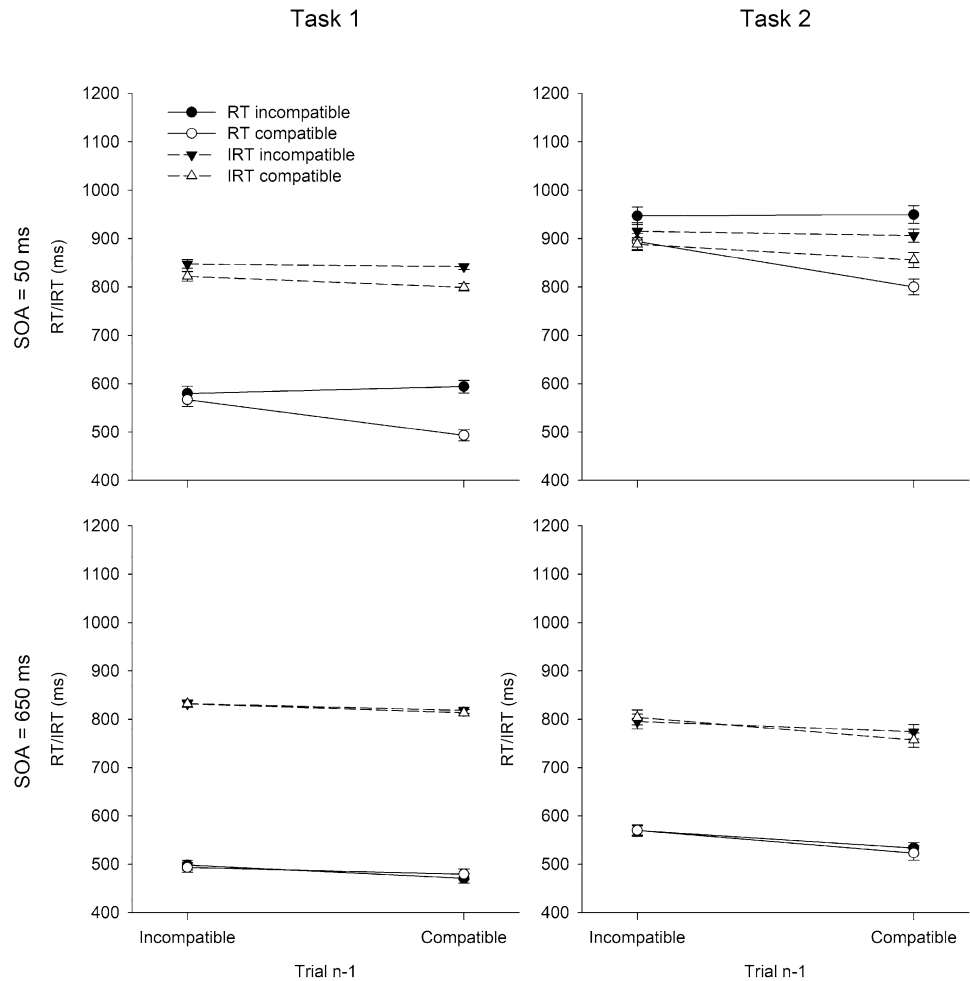 Task 1
Task 2
SOA = 50 ms
RT/IRT (ms)
1200
1100
1000
900
800
700
600
500
400
RT incompatible
RT compatible
IRT incompatible
IRT compatible
1200
1100
1000
900
800
700
600
500
400
SOA = 650 ms
RT/IRT (ms)
1200
1100
1000
900
800
700
600
500
400
Incompatible
Compatible
Trial n-1
RT/IRT (ms)
1200
1100
1000
900
800
700
600
500
400
Incompatible
Compatible
Trial n-1